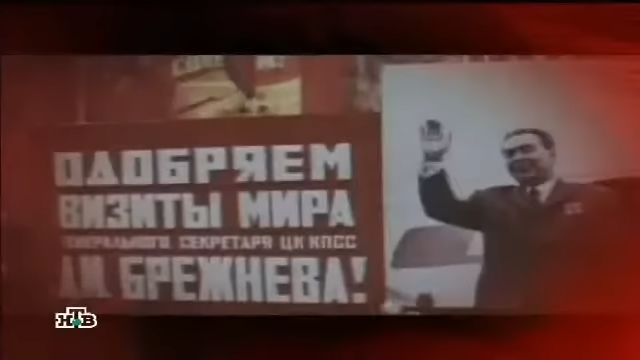 ОДОБРЯЕМ
ВИЗИТЫ МИРА
ГЕНЕРАЛЬНОГО СЕКРЕТАРЯ ЦК КПСС
Л.И. БРЕЖНЕВА!
НТВ